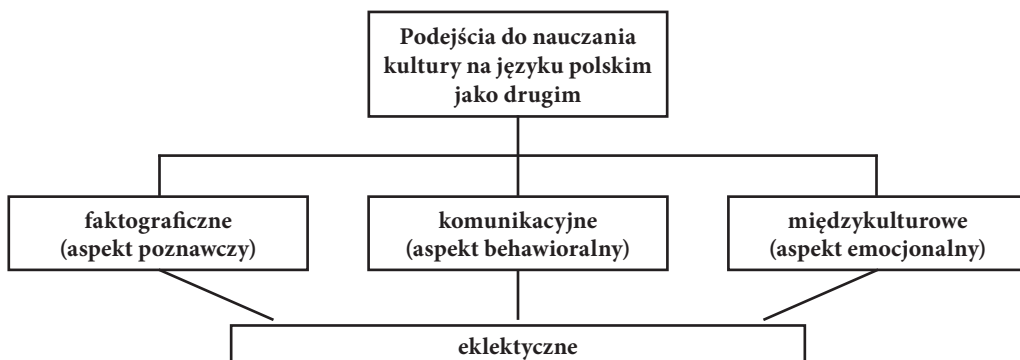 Podejścia do nauczania
kultury na języku polskim
jako drugim
faktograficzne
(aspekt poznawczy)
komunikacyjne
(aspekt behawioralny)
międzykulturowe
(aspekt emocjonalny)
eklektyczne